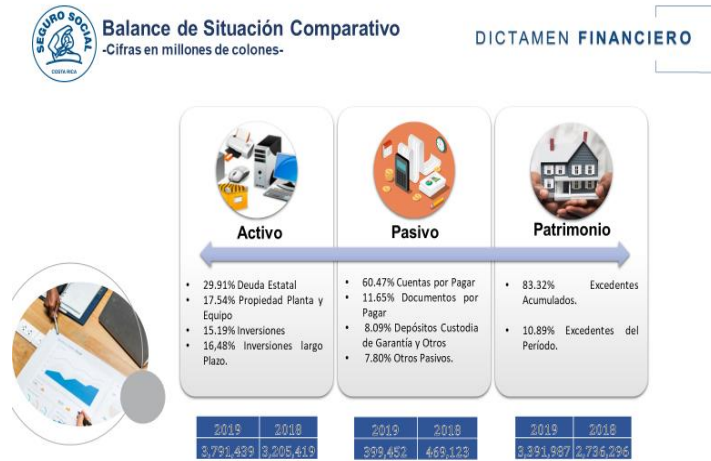 SEGURO SOCIAL
COSTA RICA
Balance de Situación Comparativo
-Cifras en millones de colones-
DICTAMEN FINANCIERO
Activo
• 29.91% Deuda Estatal
• 17.54% Propiedad Planta y
Equipo
• 15.19% Inversiones
• 16,48% Inversiones largo
Plazo.
Pasivo
• 60.47% Cuentas por Pagar
• 11.65% Documentos por
Pagar
• 8.09% Depósitos Custodia
de Garantía y Otros
• 7.80% Otros Pasivos.
Patrimonio
• 83.32% Excedentes
Acumulados.
• 10.89% Excedentes del
Período.
2019 2018
3,791,439 3,205,419
2019 2018
399,452 469,123
2019 2018
3,391,987 2,736,296